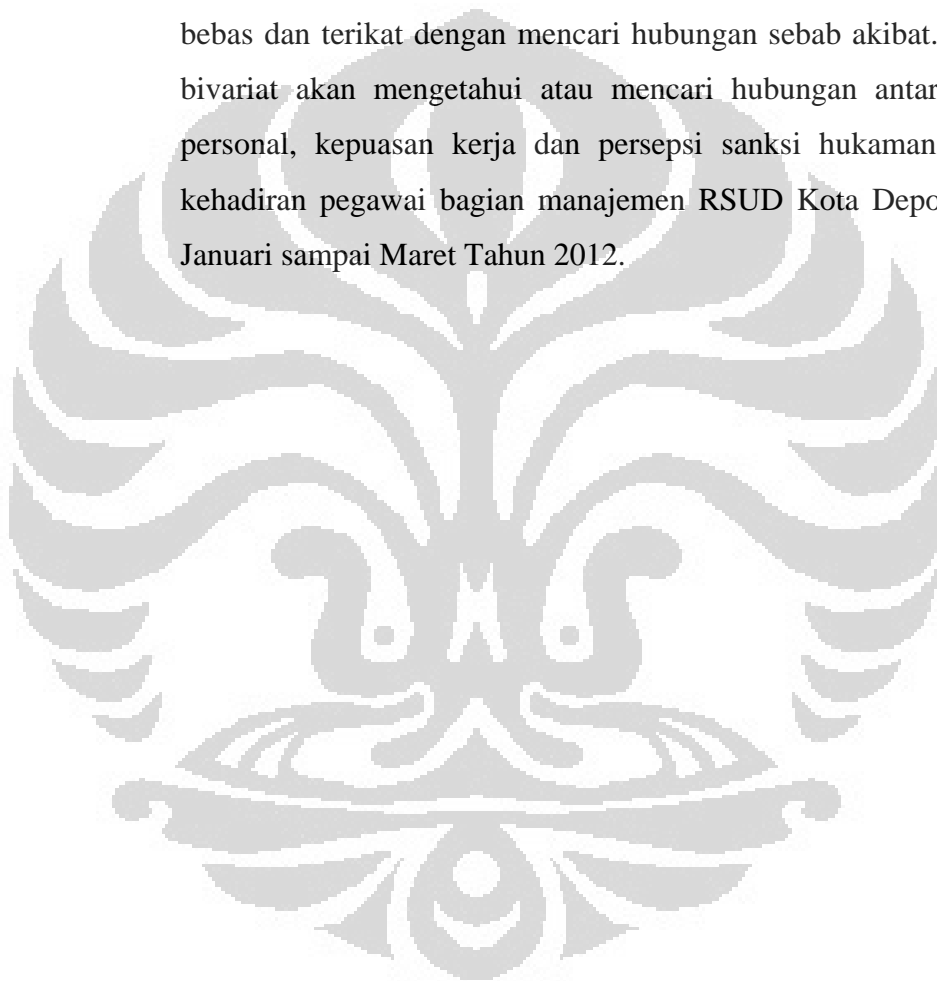 bebas dan terikat dengan mencari hubungan sebab akibat.
bivariat akan mengetahui atau mencari hubungan antar
personal, kepuasan kerja dan persepsi sanksi hukaman
kehadiran pegawai bagian manajemen RSUD Kota Depo
Januari sampai Maret Tahun 2012.